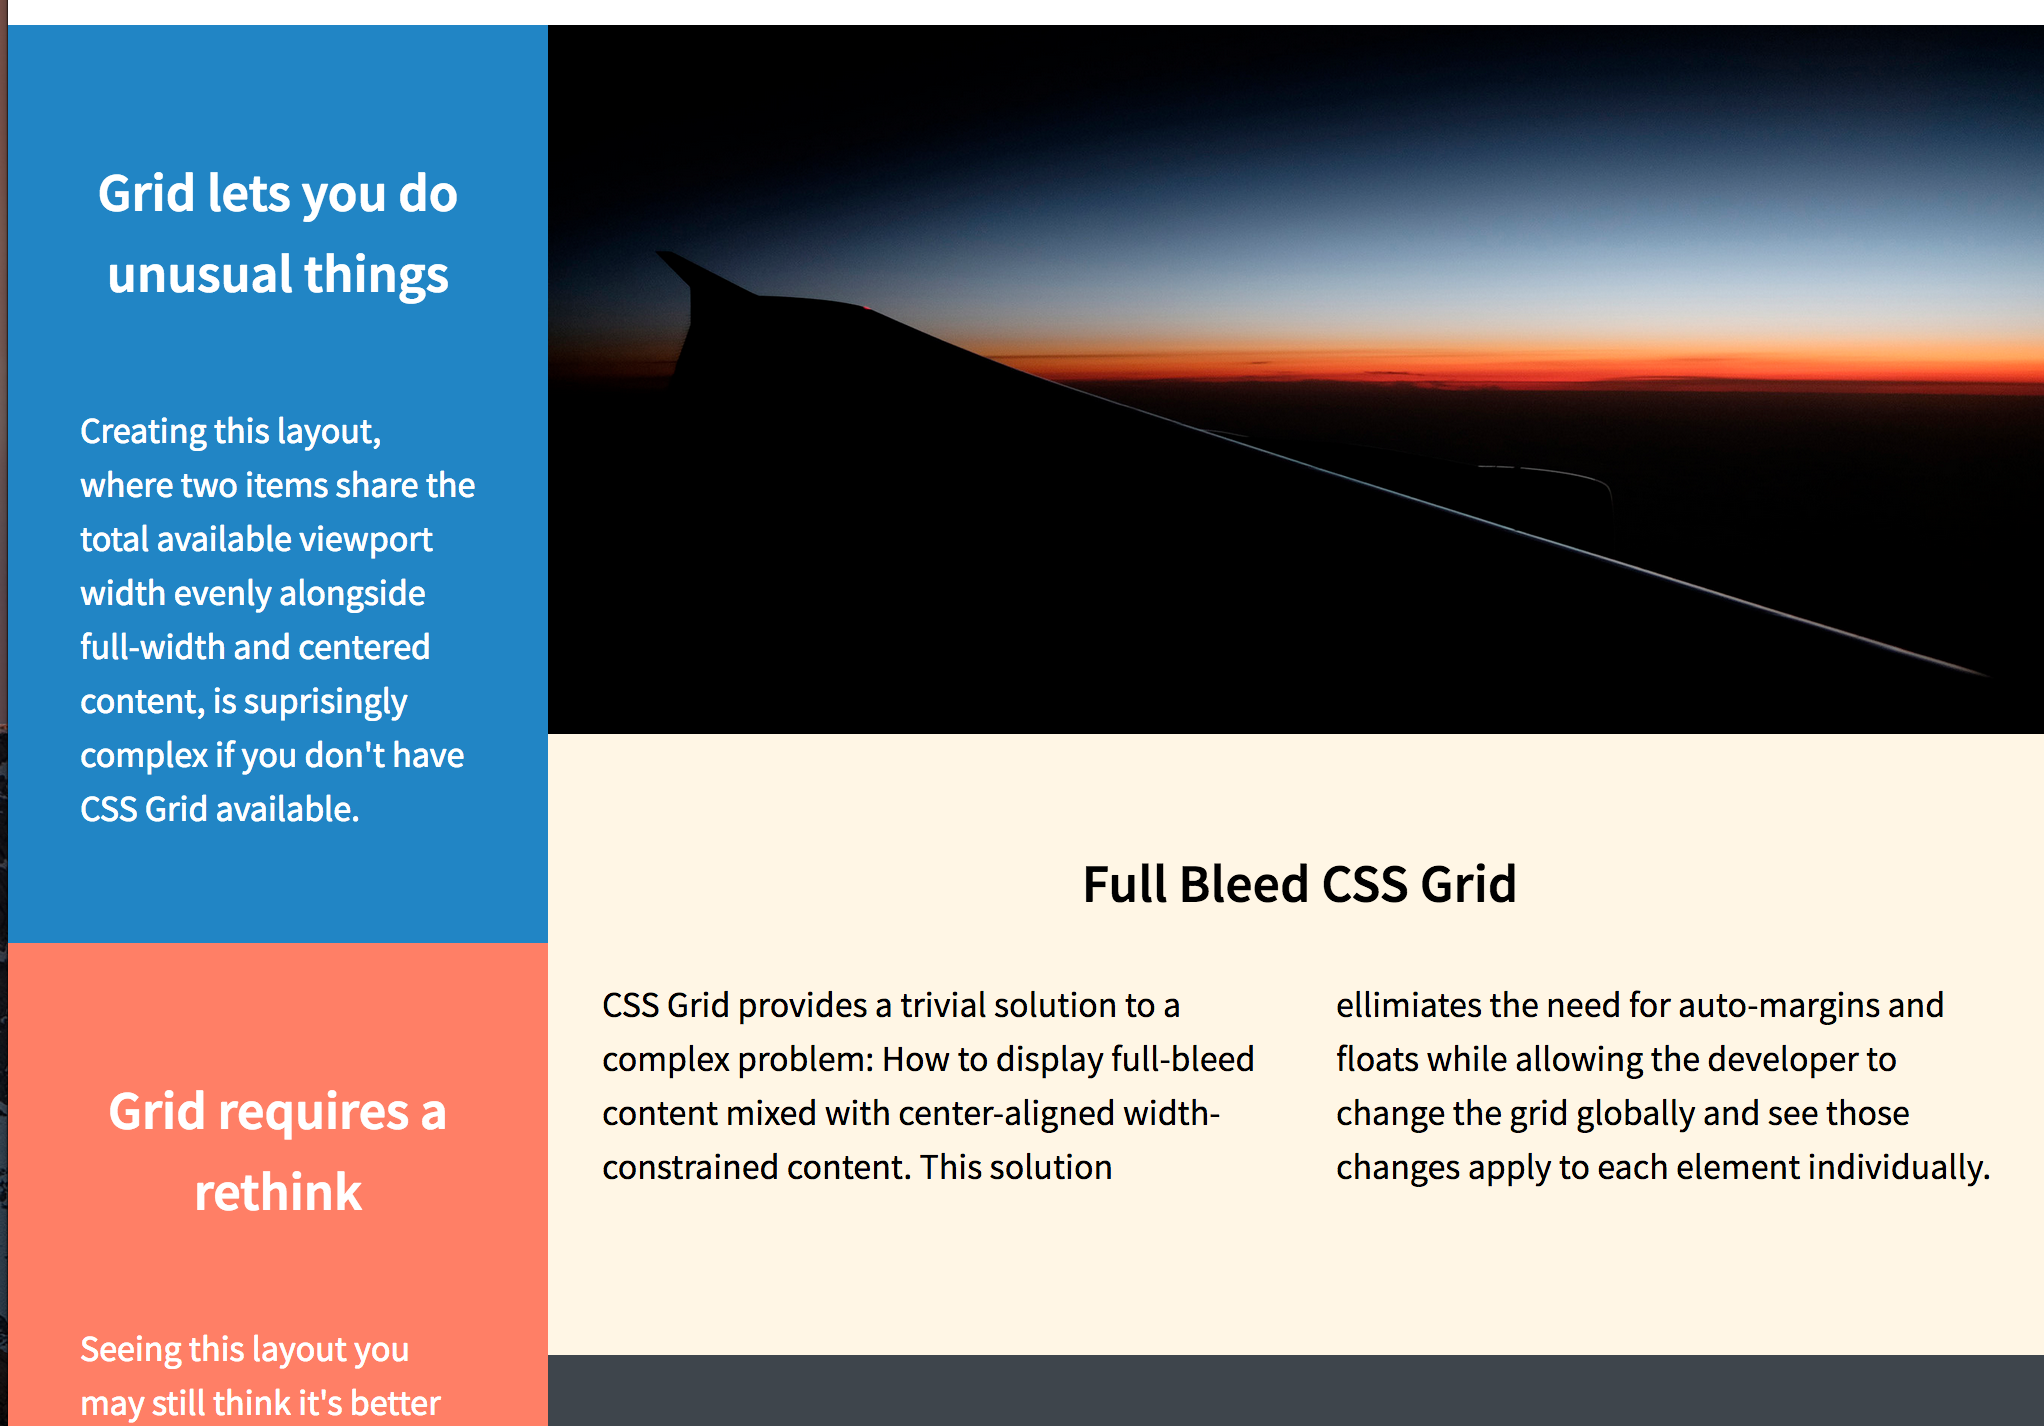 Grid lets you do
unusual things
Creating this layout,
where two items share the
total available viewport
width evenly alongside
full-width and centered
content, is suprisingly
complex if you don't have
CSS Grid available.
Grid requires a
rethink
Seeing this layout you
may still think it's better
Full Bleed CSS Grid
CSS Grid provides a trivial solution to a
complex problem: How to display full-bleed
content mixed with center-aligned width-
constrained content. This solution
ellimiates the need for auto-margins and
floats while allowing the developer to
change the grid globally and see those
changes apply to each element individually.